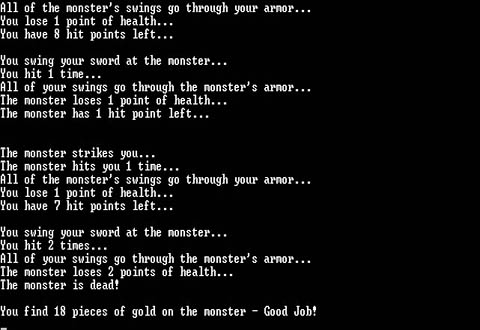 All of the monster's swings go through your armor...
You lose 1 point of health...
You have 8 hit points left...
You swing your sword at the monster...
You hit 1 time...
All of your swings go through the monster's armor...
The monster loses 1 point of health...
The monster has 1 hit point left...
The monster strikes you...
The monster hits you 1 time...
All of the monster's swings go through your armor...
You lose 1 point of health...
You have 7 hit points left...
You swing your sword at the monster...
You hit 2 times...
All of your swings go through the monster's armor...
The monster loses 2 points of health...
The monster is dead!
You find 18 pieces of gold on the monster - Good Job!